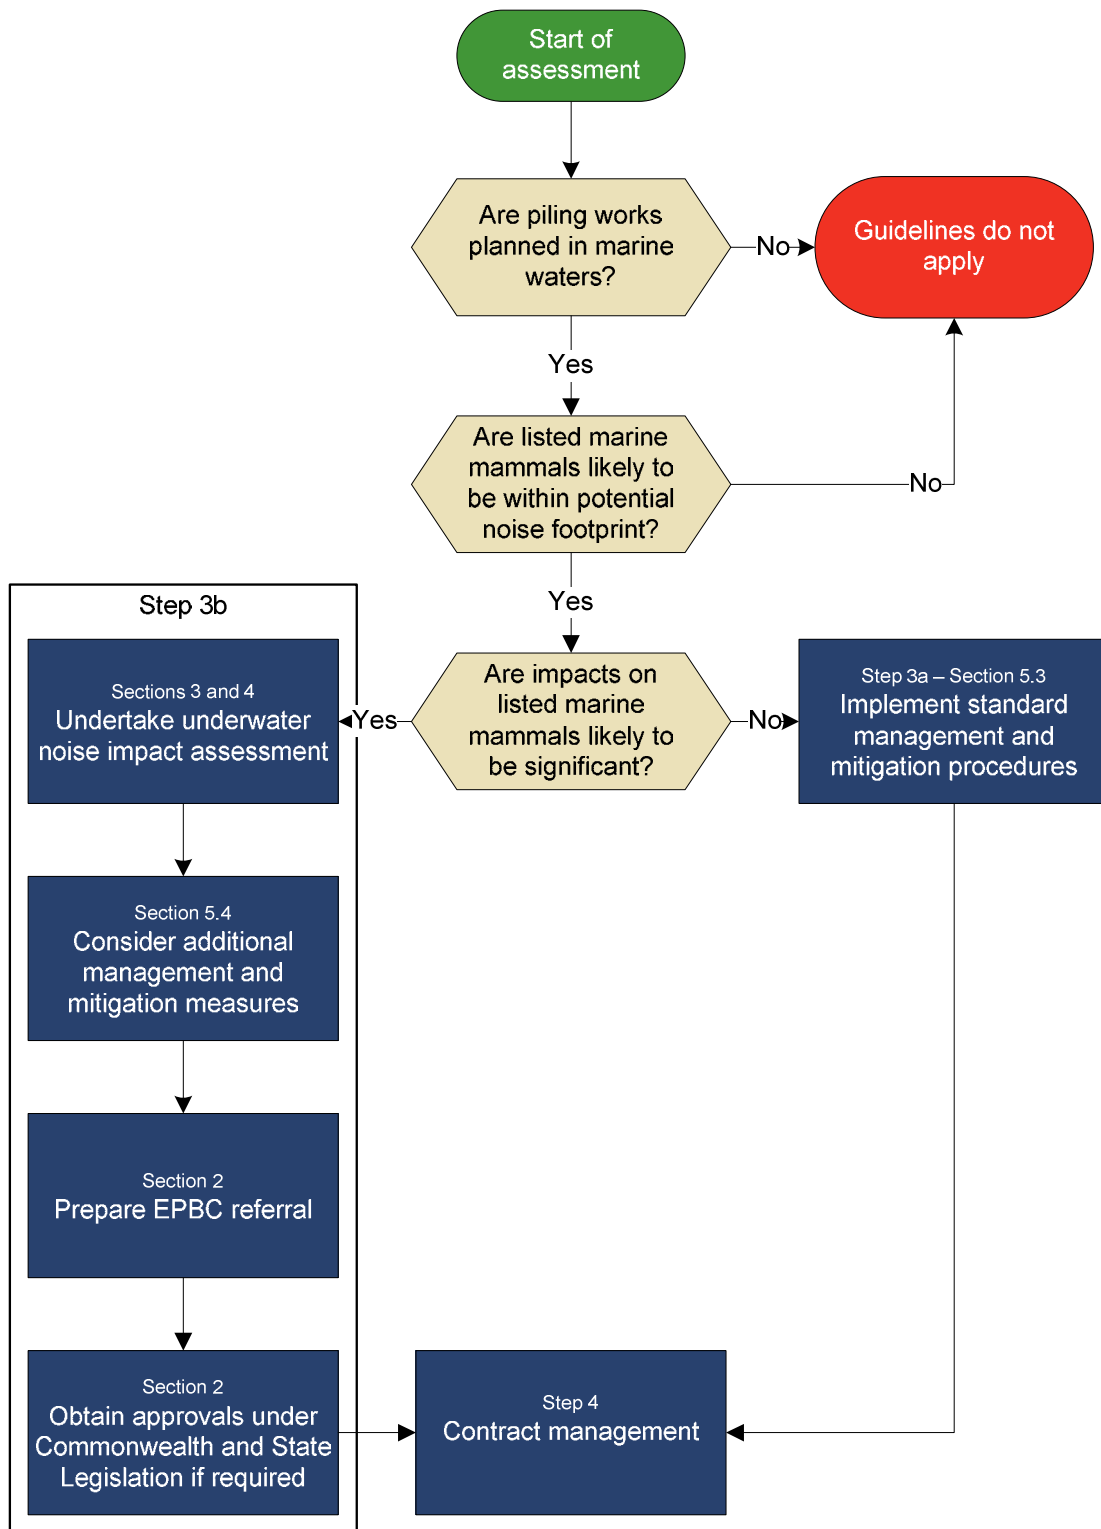 Start of
assessment
Are piling works
planned in marine
waters?
No
Guidelines do not
apply
Yes
Are listed marine
mammals likely to
be within potential
noise footprint?
No
Yes
Step 3b
Sections 3 and 4
Undertake underwater
noise impact assessment
Yes
Are impacts on
listed marine
mammals likely to
be significant?
No
Step 3a – Section 5.3
Implement standard
management and
mitigation procedures
Section 5.4
Consider additional
management and
mitigation measures
Section 2
Prepare EPBC referral
Section 2
Obtain approvals under
Commonwealth and State
Legislation if required
Step 4
Contract management